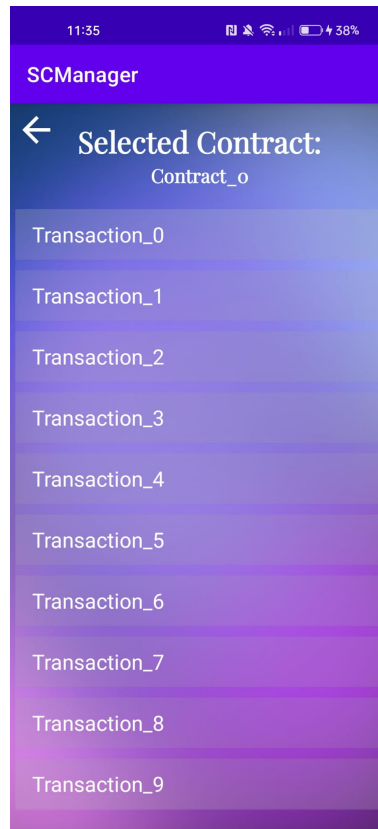 11:35 38%
SCManager
Selected Contract:
Contract_0
Transaction_0
Transaction_1
Transaction_2
Transaction_3
Transaction_4
Transaction_5
Transaction_6
Transaction_7
Transaction_8
Transaction_9